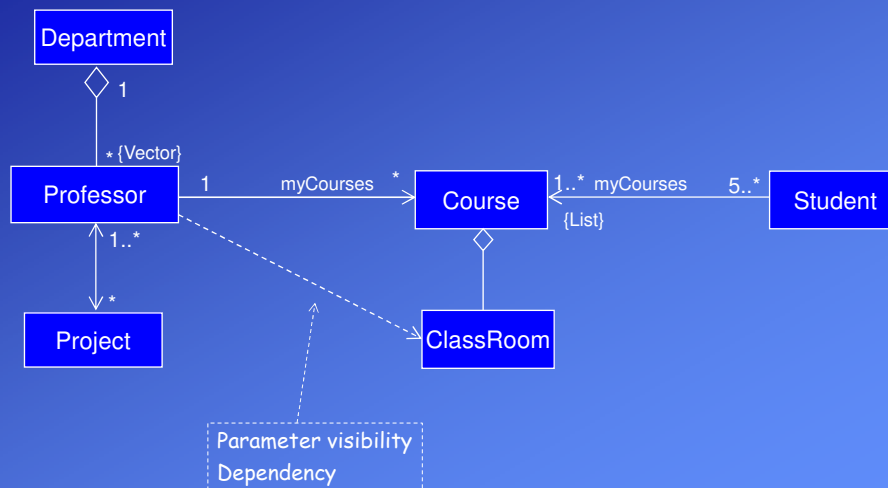 Department
1
* {Vector}
Professor
1
myCourses
*
Course
1..*
myCourses
5..*
Student
{List}
1..*
*
Project
ClassRoom
Parameter visibility
Dependency